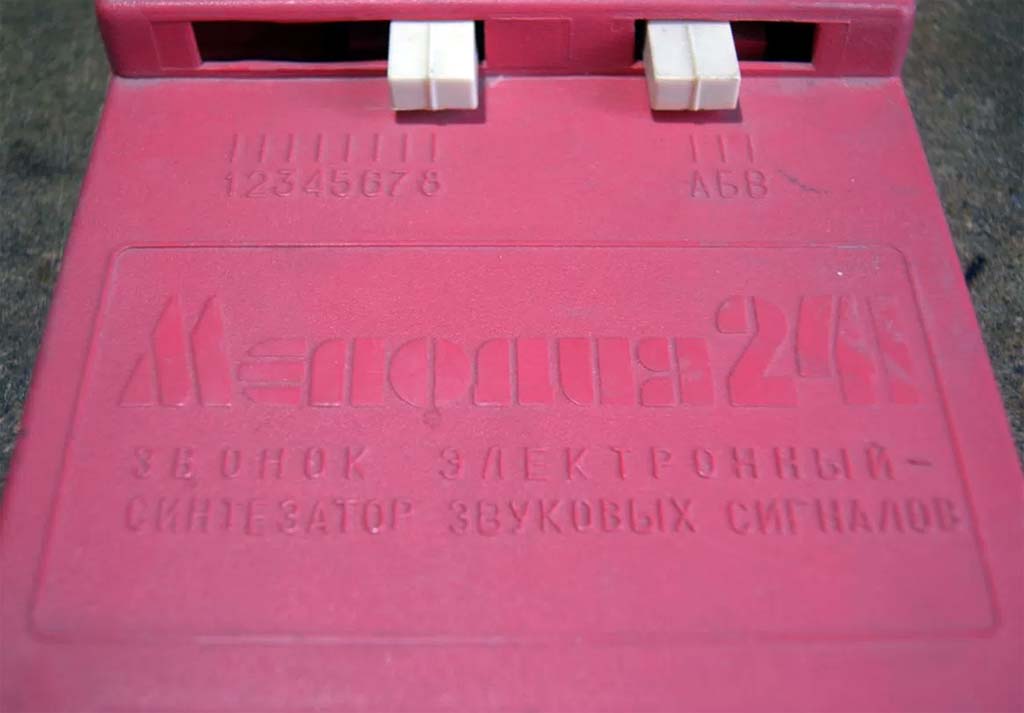 12345678 АБВ
Мелодия 24
ЗВОНОК ЭЛЕКТРОННЫЙ-
СИНТЕЗАТОР ЗВУКОВЫХ СИГНАЛОВ